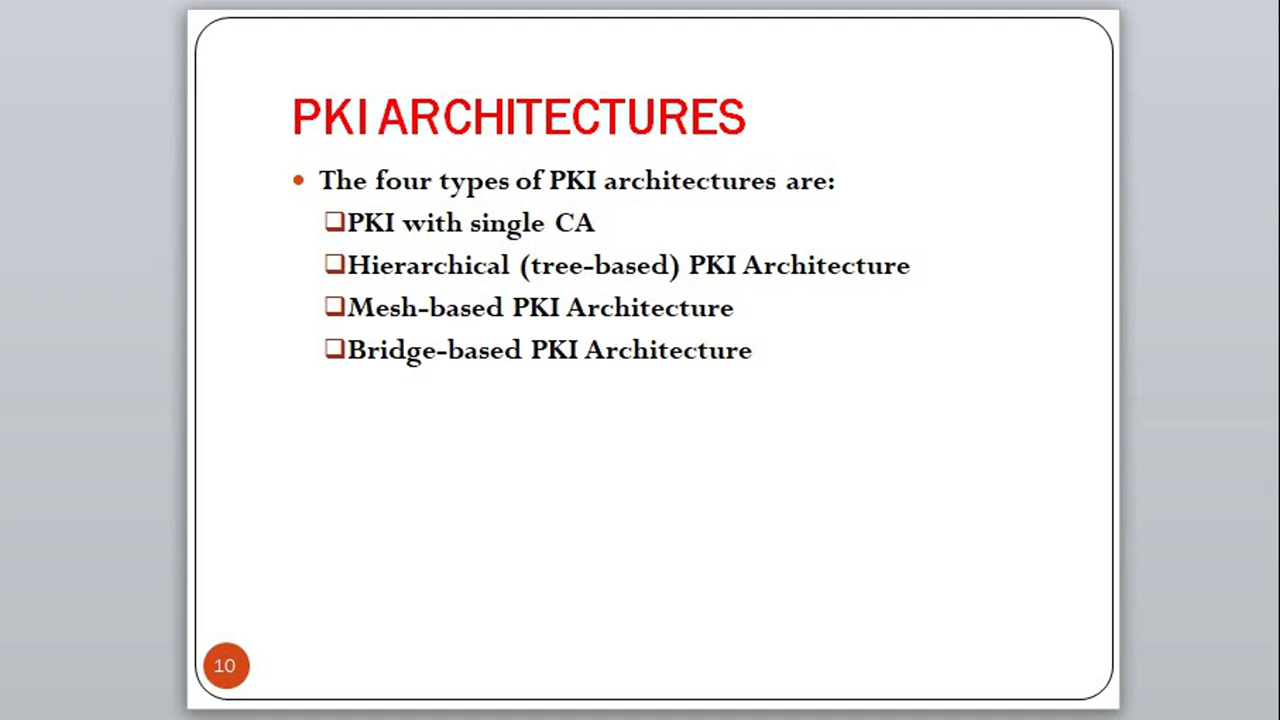 PKI ARCHITECTURES
• The four types of PKI architectures are:
❑PKI with single CA
❑Hierarchical (tree-based) PKI Architecture
❑Mesh-based PKI Architecture
❑Bridge-based PKI Architecture
10